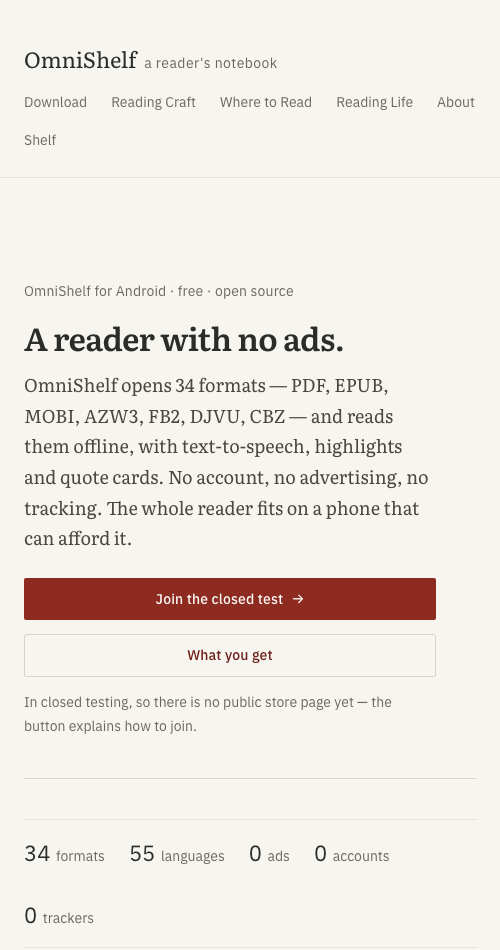 OmniShelf a reader's notebook
Download Reading Craft Where to Read Reading Life About
Shelf
OmniShelf for Android · free · open source
A reader with no ads.
OmniShelf opens 34 formats — PDF, EPUB,
MOBI, AZW3, FB2, DJVU, CBZ — and reads
them offline, with text-to-speech, highlights
and quote cards. No account, no advertising, no
tracking. The whole reader fits on a phone that
can afford it.
Join the closed test →
What you get
In closed testing, so there is no public store page yet — the
button explains how to join.
34 formats 55 languages 0 ads 0 accounts
0 trackers